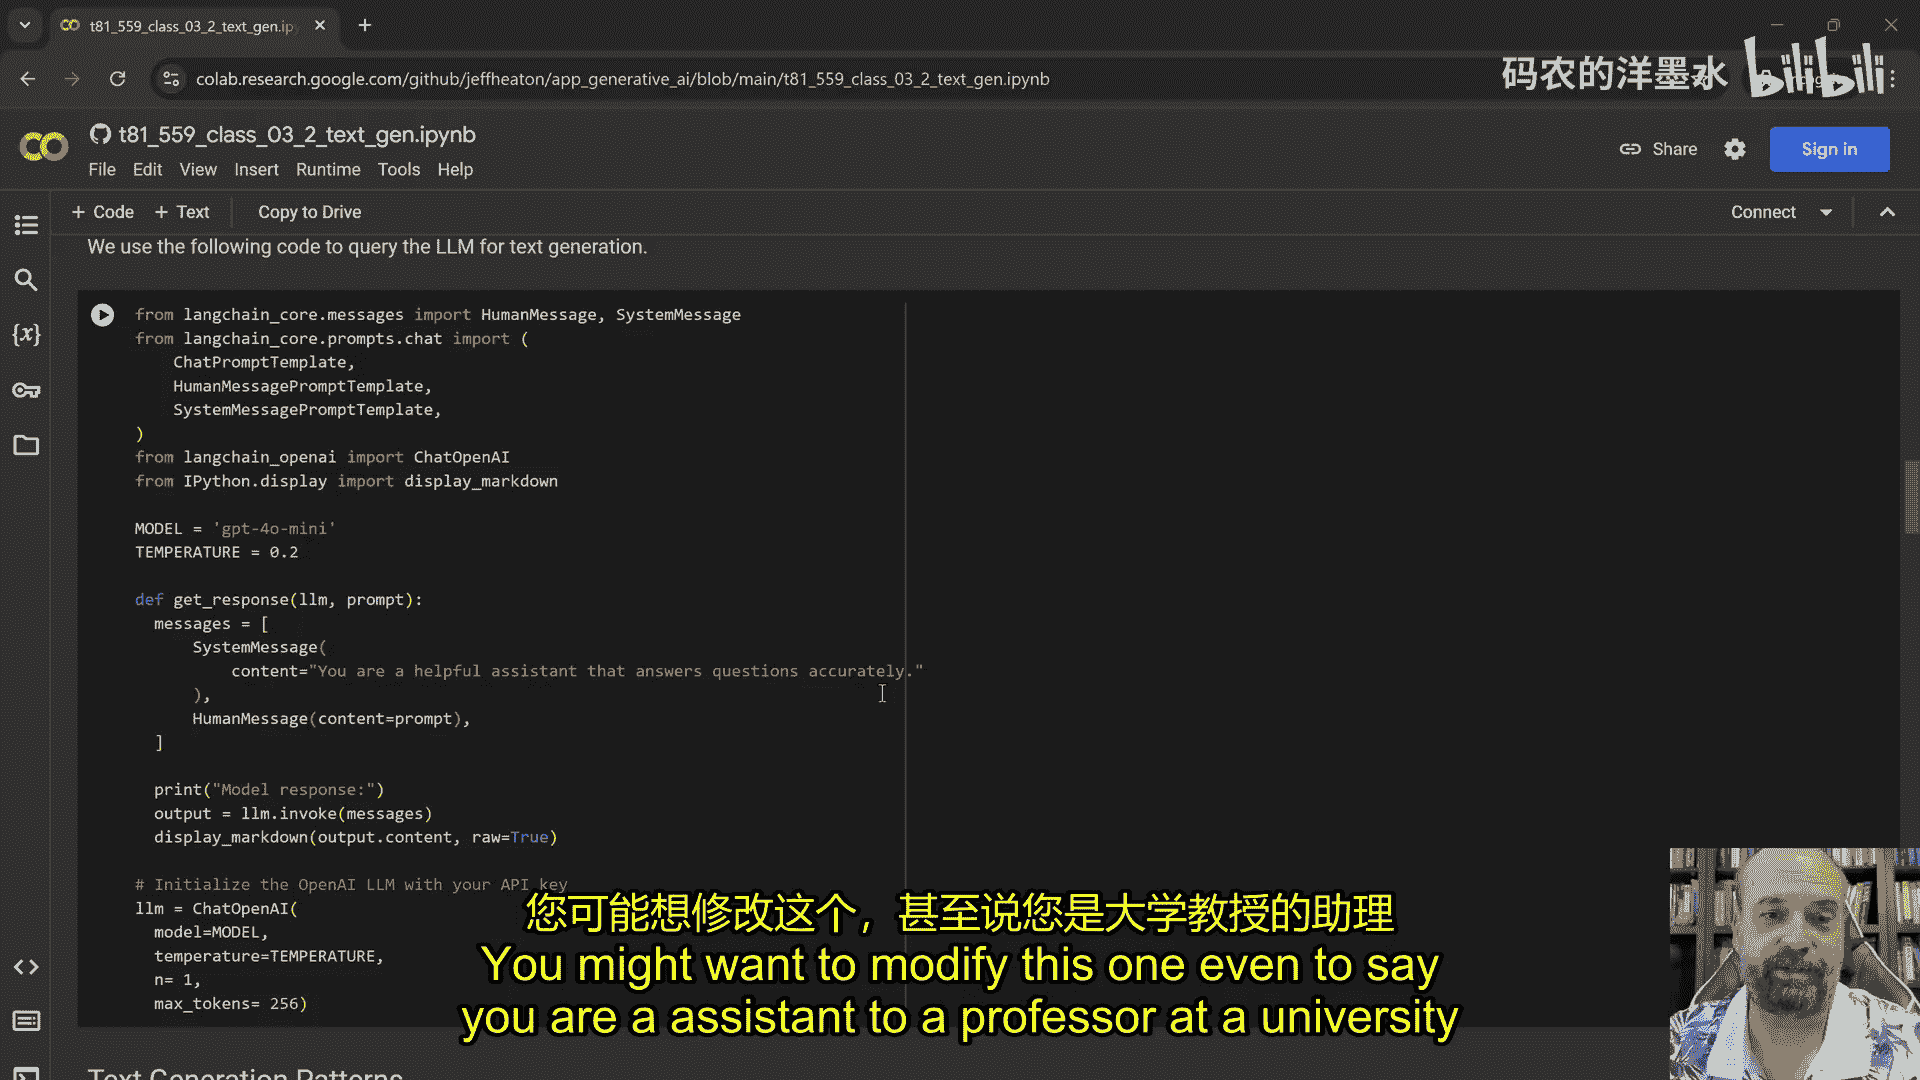 t81_559_class_03_2_text_gen.ip
colab.research.google.com/github/jeffheaton/app_generative_ai/blob/main/t81_559_class_03_2_text_gen.ipynb
码农的洋墨水 bilibili
t81_559_class_03_2_text_gen.ipynb
File Edit View Insert Runtime Tools Help
Share
Sign in
+ Code + Text Copy to Drive
Connect
We use the following code to query the LLM for text generation.
from langchain_core.messages import HumanMessage, SystemMessage
from langchain_core.prompts.chat import (
ChatPromptTemplate,
HumanMessagePromptTemplate,
SystemMessagePromptTemplate,
)
from langchain_openai import ChatOpenAI
from IPython.display import display_markdown
MODEL = 'gpt-4o-mini'
TEMPERATURE = 0.2
def get_response(llm, prompt):
messages = [
SystemMessage(
content="You are a helpful assistant that answers questions accurately."
),
HumanMessage(content=prompt),
]
print("Model response:")
output = llm.invoke(messages)
display_markdown(output.content, raw=True)
# Initialize the OpenAI LLM with your API key
llm = ChatOpenAI(
model=MODEL,
temperature=TEMPERATURE,
n= 1,
max_tokens= 256)
您可能想修改这个，甚至说您是大学教授的助理
You might want to modify this one even to say
you are a assistant to a professor at a university
Text Generation Patterns